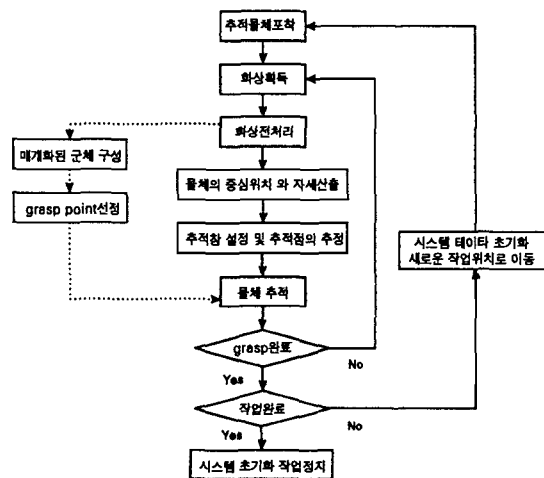 추적물체포착
화상획득
화상전처리
매개화된 군체 구성
물체의 중심위치 와 자세산출
grasp point선정
추적창 설정 및 추적점의 추정
시스템 테이타 초기화
새로운 작업위치로 이동
물체 추적
grasp완료
No
Yes
작업완료
No
Yes
시스템 초기화 작업정지